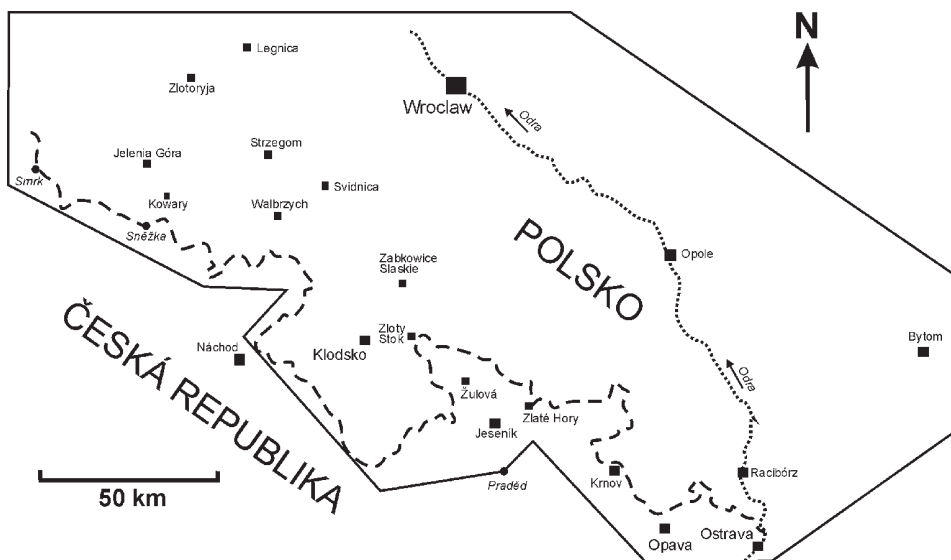 Legnica
N
Zlotoryja
Wroclaw
Odra
Strzegom
Jelenia Góra
Smrk
Svidnica
Kowary
Walbrzych
Sněžka
POLSKO
Opole
Zabkowice
Slaskie
ČESKÁ REPUBLIKA
Náchod
Klodsko
Zloty
Stok
Bytom
Odra
Žulová
Zlaté Hory
Jeseník
50 km
Praděd
Krnov
Racibórz
Opava
Ostrava